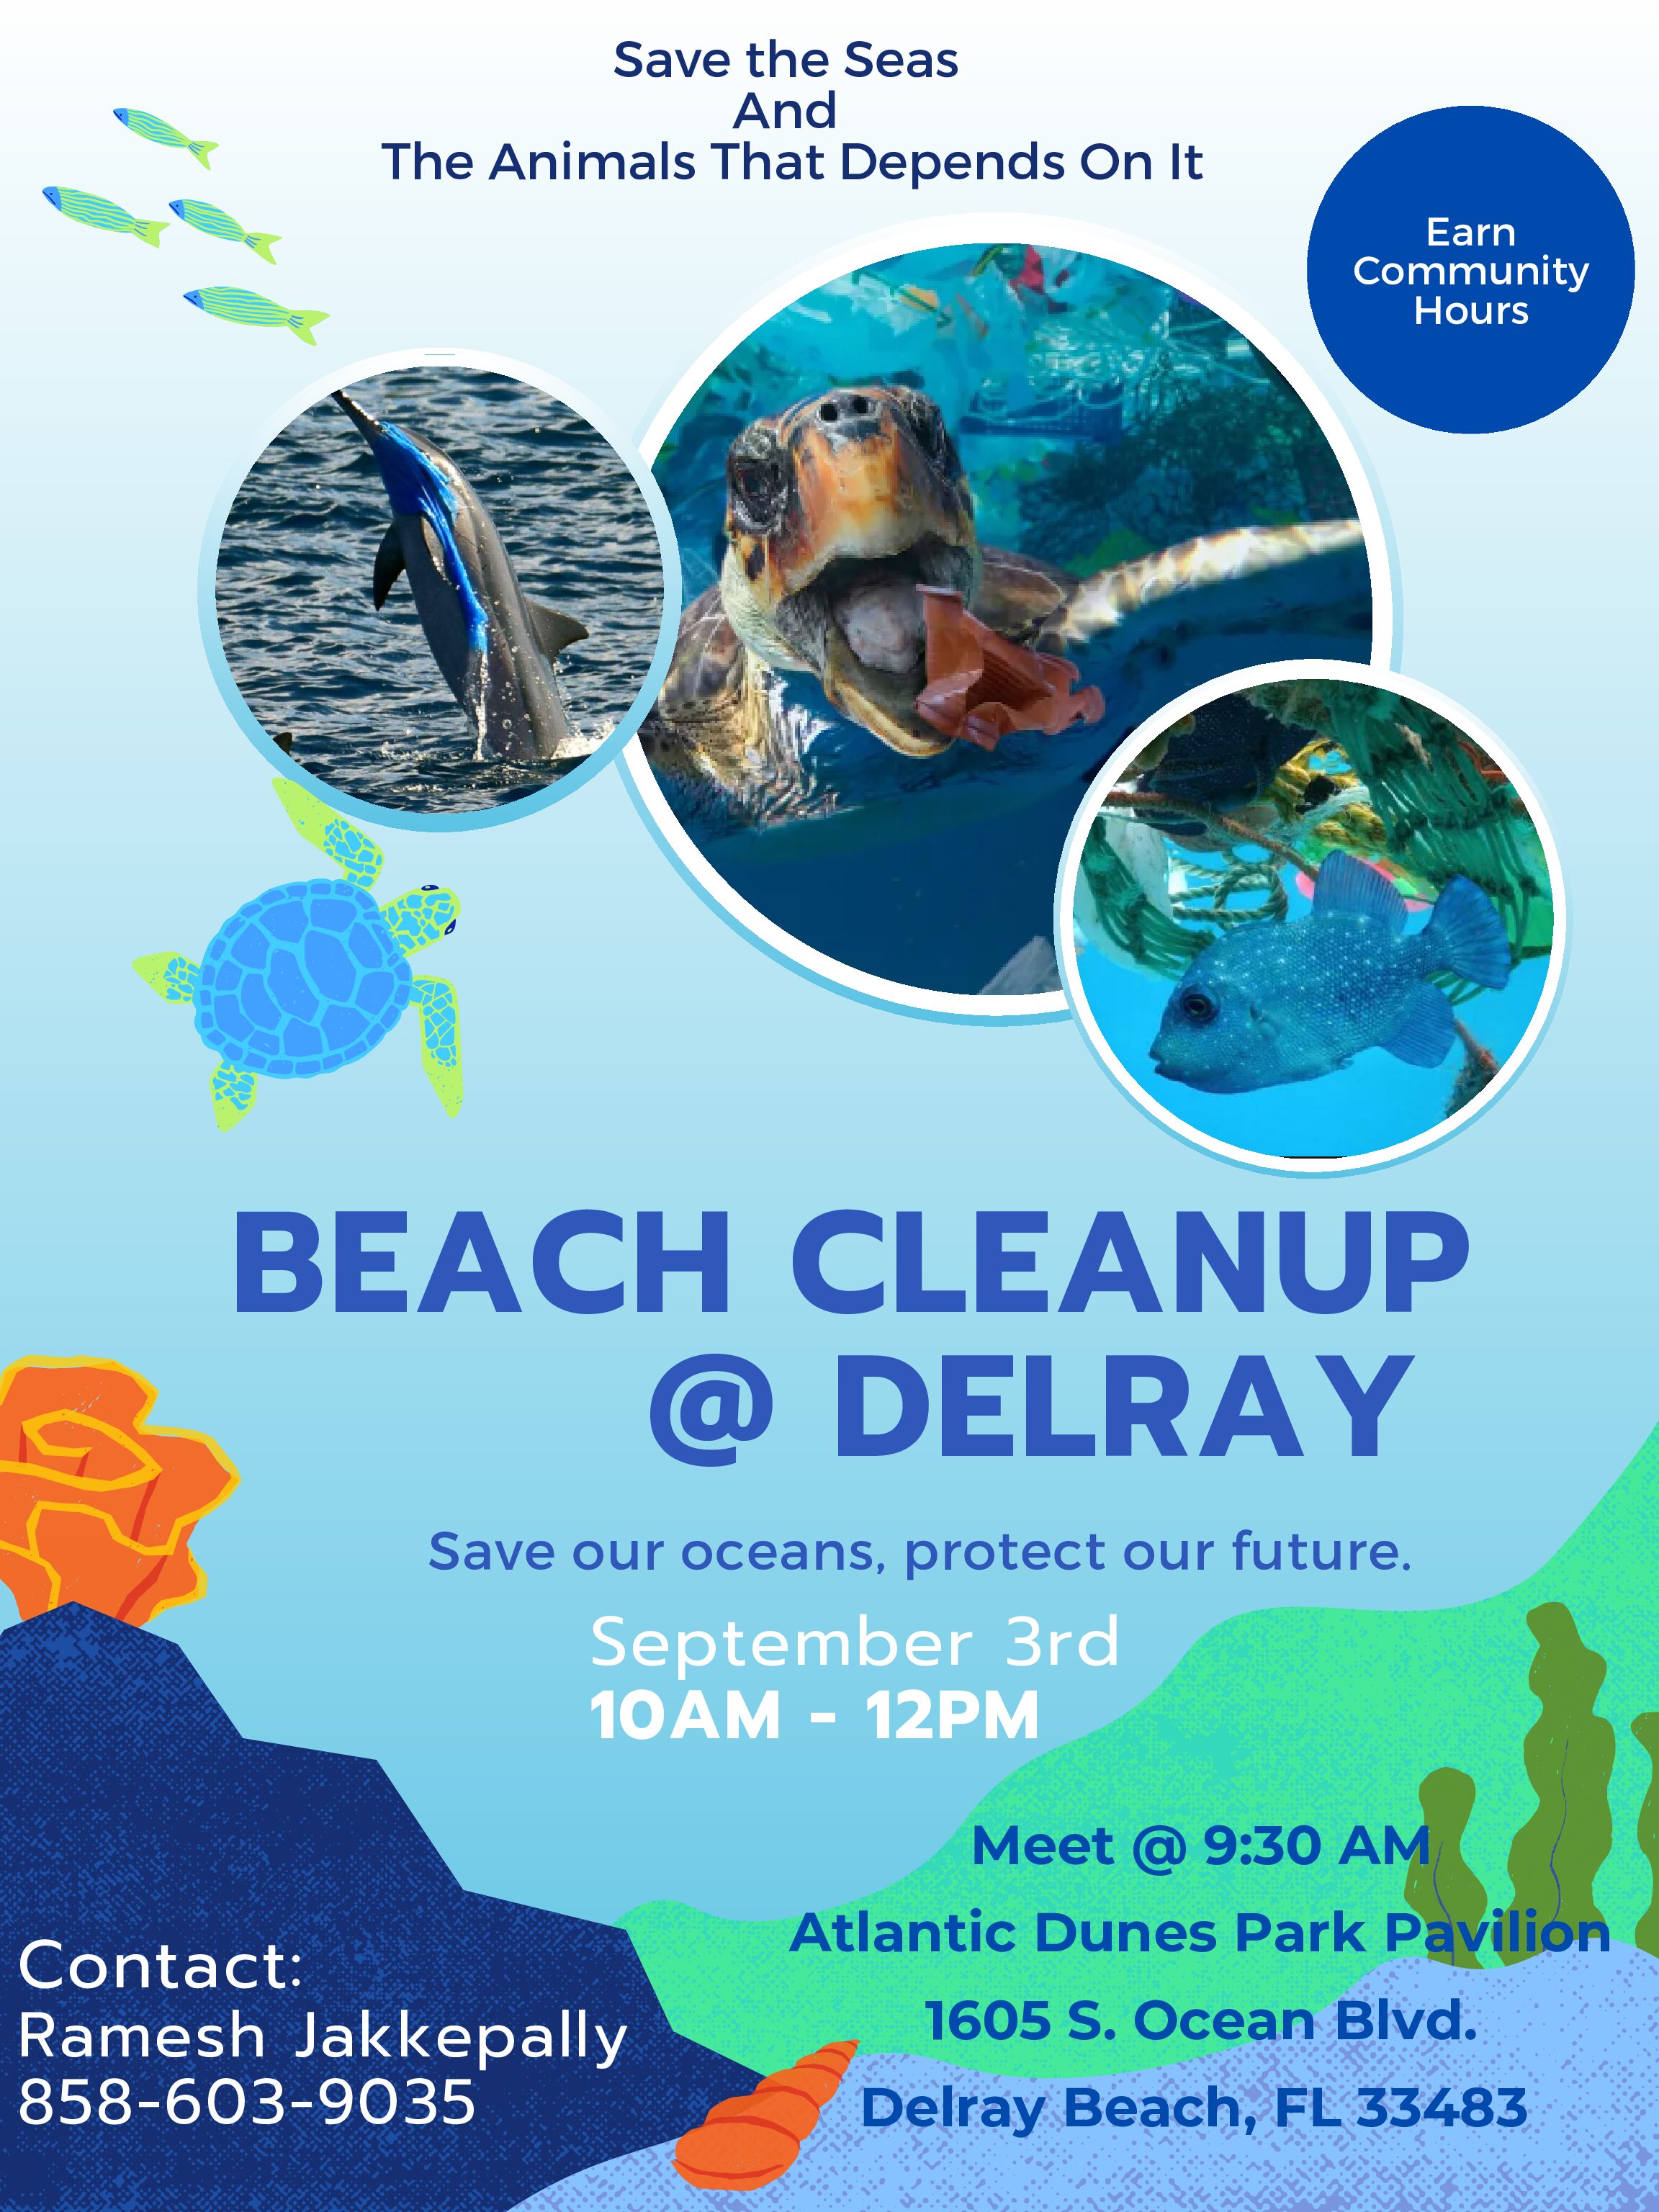 Save the Seas
And
The Animals That Depends On It
Earn
Community
Hours
BEACH CLEANUP
@ DELRAY
Save our oceans, protect our future.
September 3rd
10AM - 12PM
Meet @ 9:30 AM
Atlantic Dunes Park Pavilion
1605 S. Ocean Blvd.
Delray Beach, FL 33483
Contact:
Ramesh Jakkepally
858-603-9035